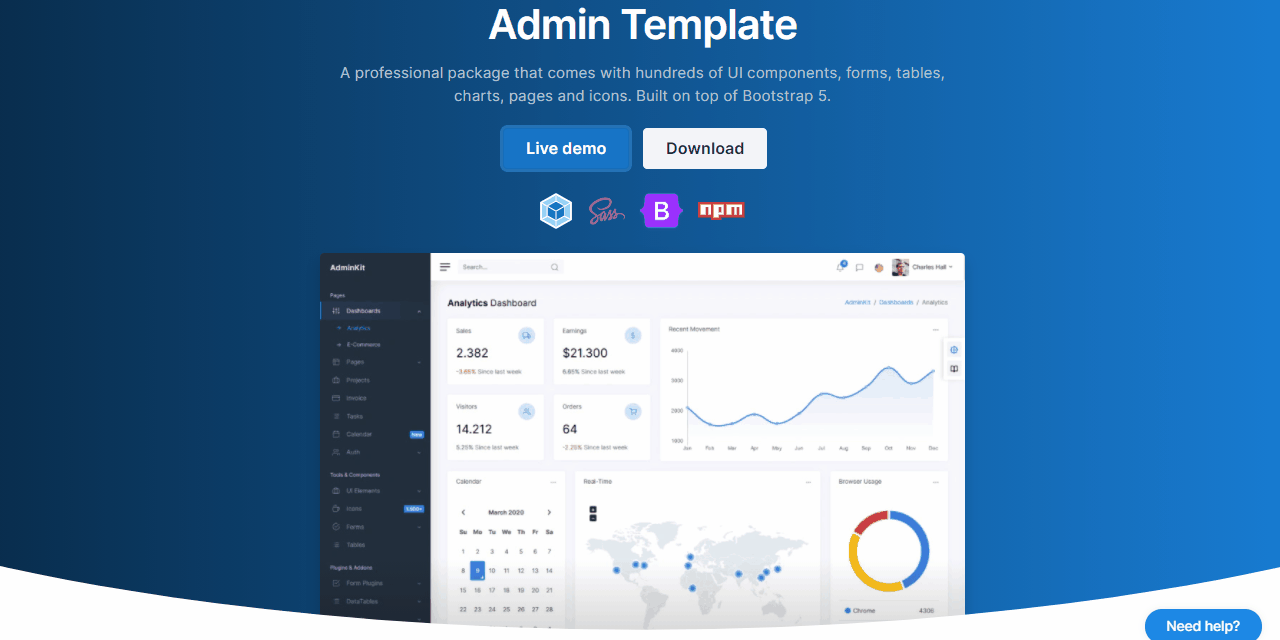 Admin Template
A professional package that comes with hundreds of UI components, forms, tables,
charts, pages and icons. Built on top of Bootstrap 5.
Live demo
Download
Sass
B
npm
AdminKit
Pages
Dashboards
Analytics
E-Commerce
Pages
Projects
Invoice
Tasks
Calendar
New
Auth
Tools & Components
UI Elements
Icons
1.500+
Forms
Tables
Plugins & Addons
Form Plugins
DataTables
Search...
4
Charles Hall
Analytics Dashboard
AdminKit / Dashboards / Analytics
Sales
2.382
-3.65% Since last week
Earnings
$
$21.300
6.65% Since last week
Visitors
14.212
5.25% Since last week
Orders
64
-2.25% Since last week
Recent Movement
4000
3000
2000
1000
Jan Feb Mar Apr May Jun Jul Aug Sep Oct Nov Dec
Calendar
March 2020
Su Mo Tu We Th Fr Sa
1 2 3 4 5 6 7
8 9 10 11 12 13 14
15 16 17 18 19 20 21
22 23 24 25 26 27 28
Real-Time
+
-
Browser Usage
Chrome 4306
Need help?